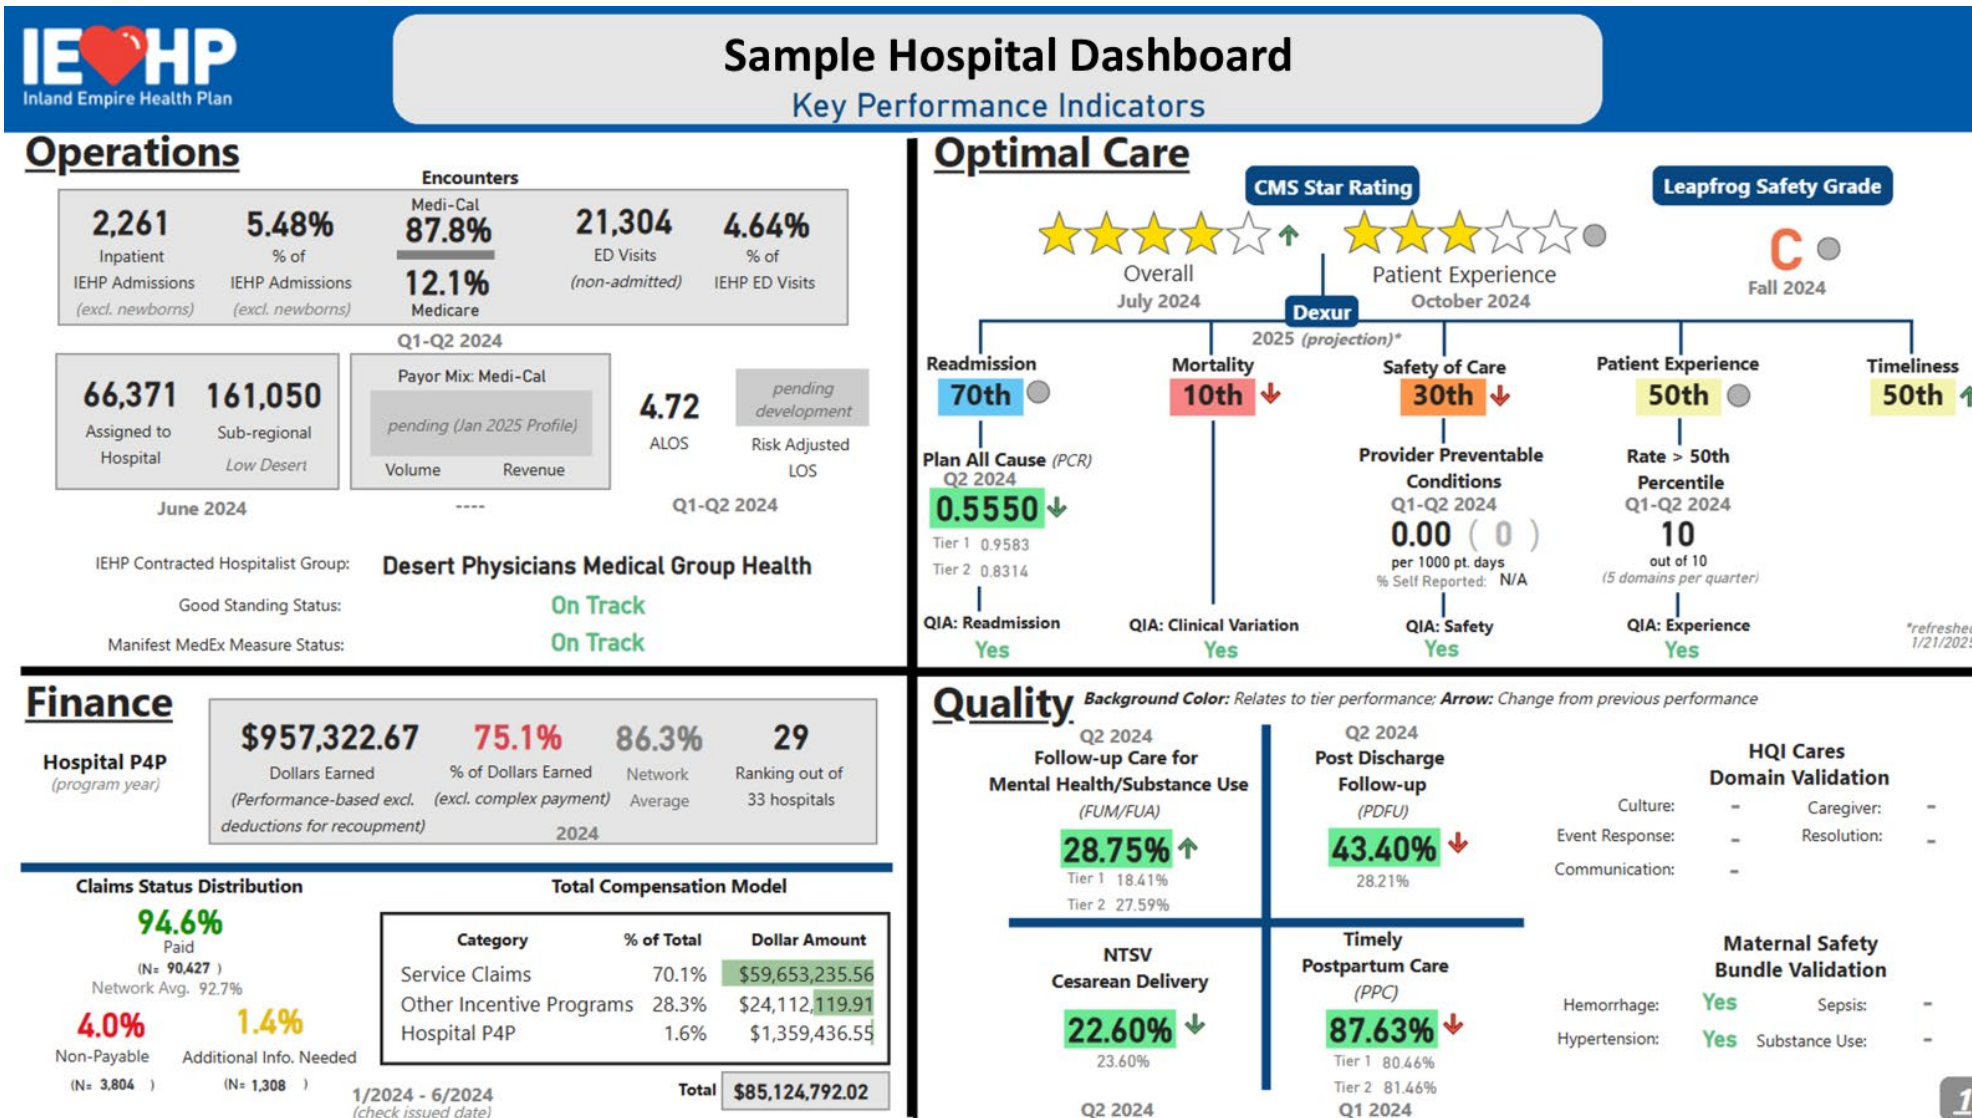 IEHP
Inland Empire Health Plan
Sample Hospital Dashboard
Key Performance Indicators
Operations
Encounters
2,261
Inpatient
IEHP Admissions
(excl. newborns)
5.48%
% of
IEHP Admissions
(excl. newborns)
Medi-Cal
87.8%
12.1%
Medicare
21,304
ED Visits
(non-admitted)
4.64%
% of
IEHP ED Visits
Q1-Q2 2024
66,371
Assigned to
Hospital
161,050
Sub-regional
Low Desert
June 2024
Payor Mix: Medi-Cal
pending (Jan 2025 Profile)
Volume Revenue
----
4.72
ALOS
pending
development
Risk Adjusted
LOS
Q1-Q2 2024
IEHP Contracted Hospitalist Group: Desert Physicians Medical Group Health
Good Standing Status: On Track
Manifest MedEx Measure Status: On Track
Optimal Care
CMS Star Rating
Leapfrog Safety Grade
Overall
July 2024
Patient Experience
October 2024
C
Fall 2024
Dexur
2025 (projection)*
Readmission
70th
Mortality
10th
Safety of Care
30th
Patient Experience
50th
Timeliness
50th
Plan All Cause (PCR)
Q2 2024
0.5550
Tier 1 0.9583
Tier 2 0.8314
Provider Preventable
Conditions
Q1-Q2 2024
0.00 ( 0 )
per 1000 pt. days
% Self Reported: N/A
Rate > 50th
Percentile
Q1-Q2 2024
10
out of 10
(5 domains per quarter)
QIA: Readmission
Yes
QIA: Clinical Variation
Yes
QIA: Safety
Yes
QIA: Experience
Yes
*refreshed
1/21/2025
Finance
Hospital P4P
(program year)
$957,322.67
Dollars Earned
(Performance-based excl.
deductions for recoupment)
75.1%
% of Dollars Earned
(excl. complex payment)
86.3%
Network
Average
29
Ranking out of
33 hospitals
2024
Claims Status Distribution
94.6%
Paid
(N= 90,427 )
Network Avg. 92.7%
4.0%
Non-Payable
(N= 3,804 )
1.4%
Additional Info. Needed
(N= 1,308 )
1/2024 - 6/2024
(check issued date)
Total Compensation Model
Category % of Total Dollar Amount
Service Claims 70.1% $59,653,235.56
Other Incentive Programs 28.3% $24,112,119.91
Hospital P4P 1.6% $1,359,436.55
Total $85,124,792.02
Quality
Background Color: Relates to tier performance; Arrow: Change from previous performance
Q2 2024
Follow-up Care for
Mental Health/Substance Use
(FUM/FUA)
28.75%
Tier 1 18.41%
Tier 2 27.59%
Q2 2024
Post Discharge
Follow-up
(PDFU)
43.40%
28.21%
NTSV
Cesarean Delivery
22.60%
23.60%
Q2 2024
Timely
Postpartum Care
(PPC)
87.63%
Tier 1 80.46%
Tier 2 81.46%
Q1 2024
HQI Cares
Domain Validation
Culture: - Caregiver: -
Event Response: - Resolution: -
Communication: -
Maternal Safety
Bundle Validation
Hemorrhage: Yes Sepsis: -
Hypertension: Yes Substance Use: -
1